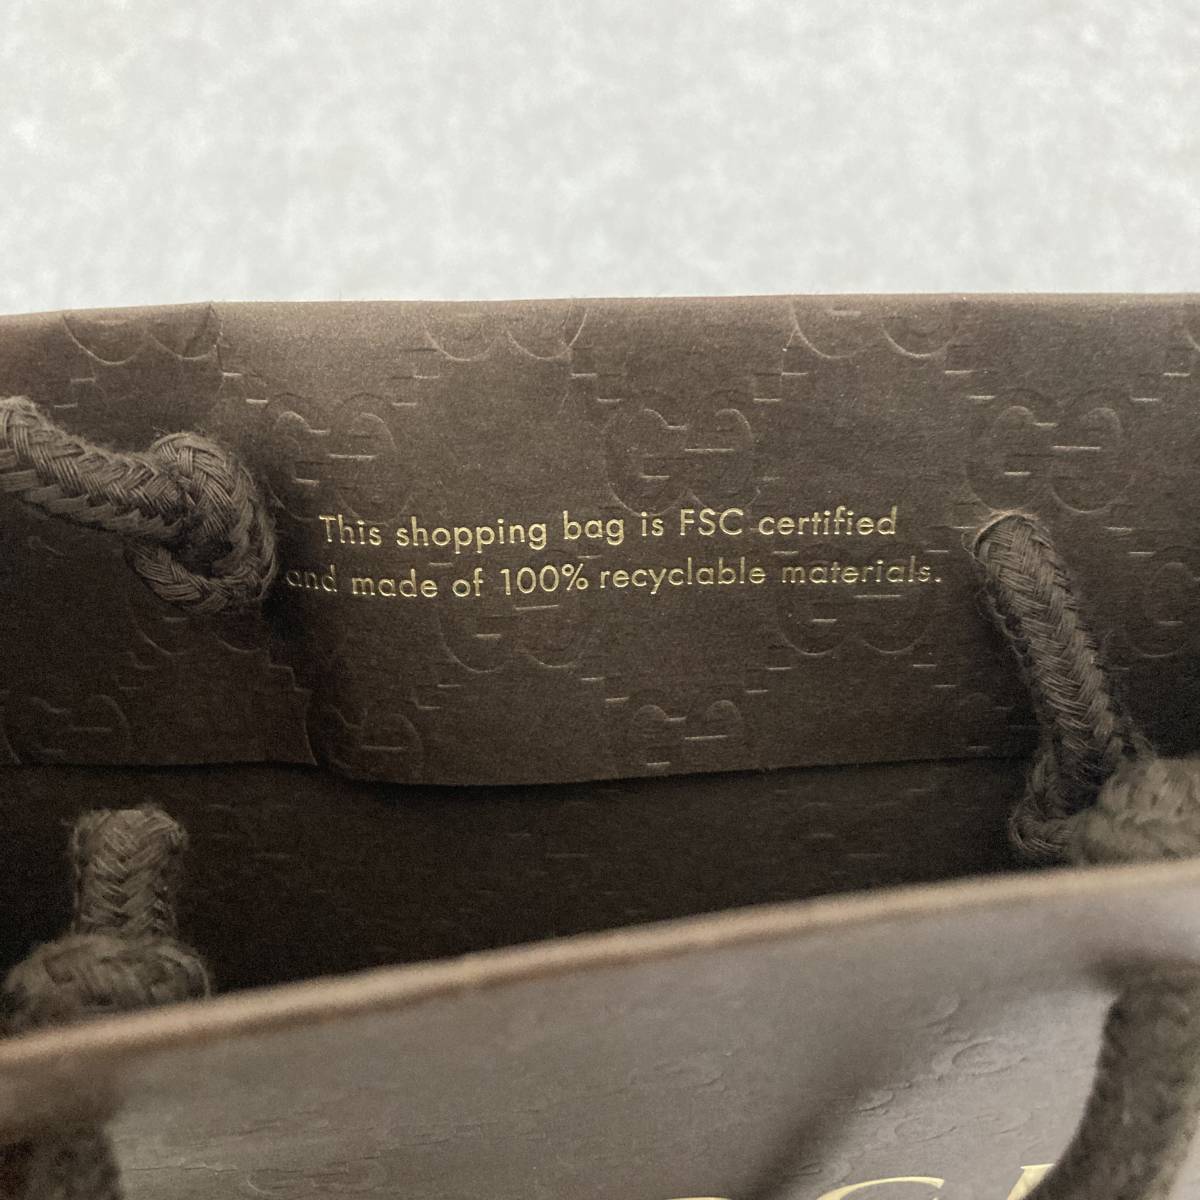 This shopping bag is FSC certified
and made of 100% recyclable materials.